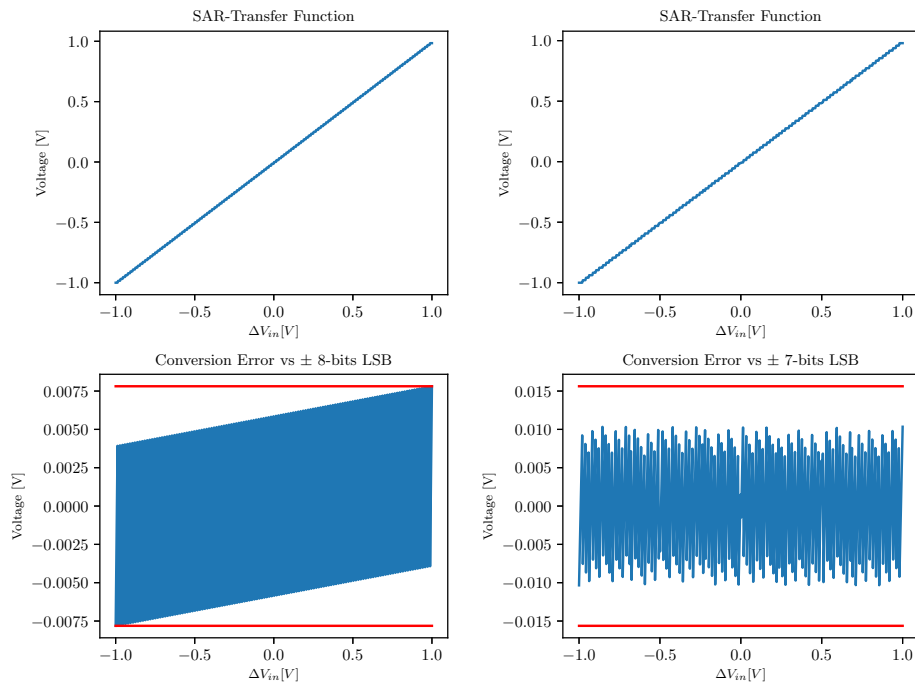 SAR-Transfer Function
1.0
0.5
0.0
−0.5
−1.0
Voltage [V]
−1.0 −0.5 0.0 0.5 1.0
ΔV_in[V]
SAR-Transfer Function
1.0
0.5
0.0
−0.5
−1.0
Voltage [V]
−1.0 −0.5 0.0 0.5 1.0
ΔV_in[V]
Conversion Error vs ± 8-bits LSB
0.0075
0.0050
0.0025
0.0000
−0.0025
−0.0050
−0.0075
Voltage [V]
−1.0 −0.5 0.0 0.5 1.0
ΔV_in[V]
Conversion Error vs ± 7-bits LSB
0.015
0.010
0.005
0.000
−0.005
−0.010
−0.015
Voltage [V]
−1.0 −0.5 0.0 0.5 1.0
ΔV_in[V]